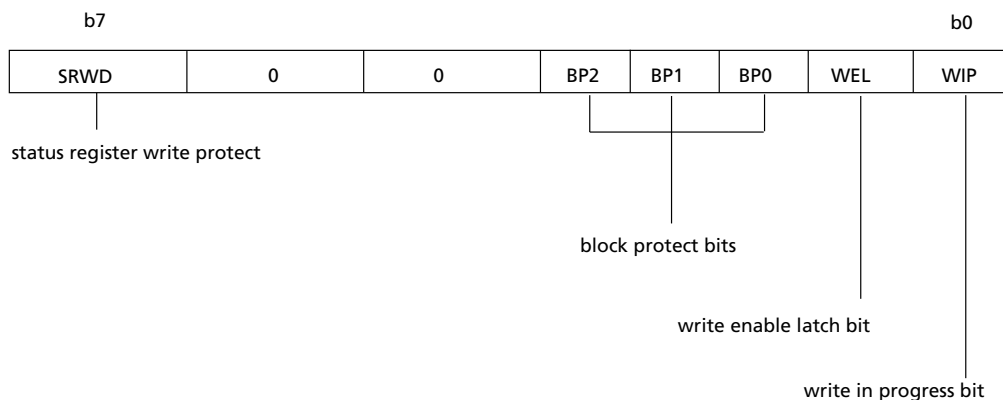 b7 b0
SRWD 0 0 BP2 BP1 BP0 WEL WIP
status register write protect
block protect bits
write enable latch bit
write in progress bit